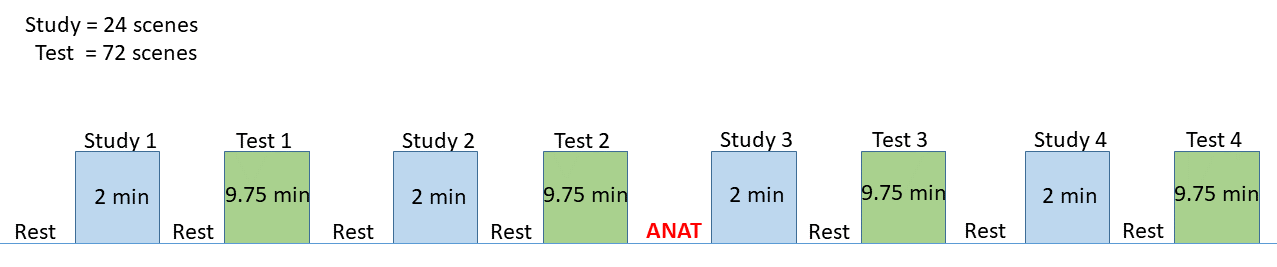 Study = 24 scenes
Test = 72 scenes
Study 1 Test 1 Study 2 Test 2 Study 3 Test 3 Study 4 Test 4
2 min 9.75 min 2 min 9.75 min 2 min 9.75 min 2 min 9.75 min
Rest Rest Rest Rest ANAT Rest Rest Rest